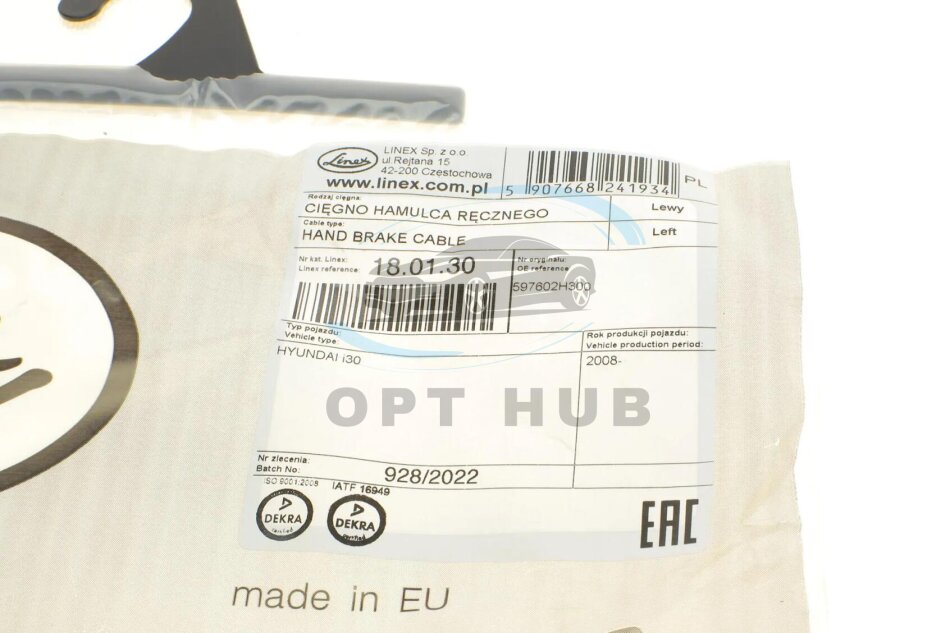 Linex
LINEX Sp. z o.o.
ul.Rejtana 15
42-200 Częstochowa
www.linex.com.pl
5 907668 241934
PL
Rodzaj cięgna:
CIĘGNO HAMULCA RĘCZNEGO
Lewy
Cable type:
HAND BRAKE CABLE
Left
Nr kat. Linex:
Linex reference:
18.01.30
Nr oryginału:
OE reference:
597602H300
Typ pojazdu:
Vehicle type:
HYUNDAI i30
Rok produkcji pojazdu:
Vehicle production period:
2008-
OPT HUB
Nr zlecenia:
Batch No:
928/2022
ISO 9001:2008
IATF 16949
DEKRA
certified
DEKRA
certified
EAC
made in EU